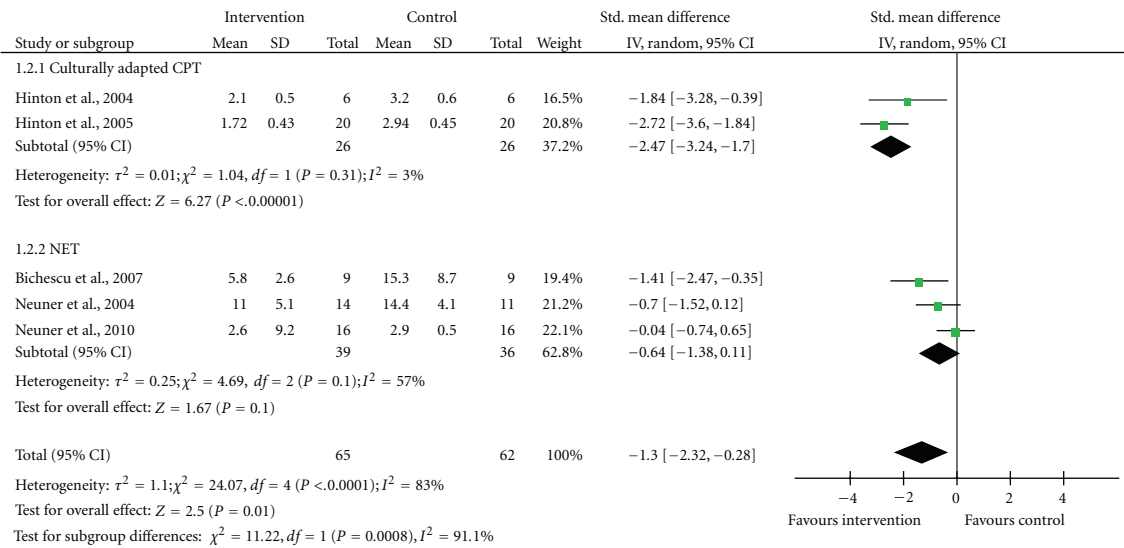 Intervention Control Std. mean difference Std. mean difference
Study or subgroup Mean SD Total Mean SD Total Weight IV, random, 95% CI IV, random, 95% CI
1.2.1 Culturally adapted CPT
Hinton et al., 2004 2.1 0.5 6 3.2 0.6 6 16.5% −1.84 [−3.28, −0.39]
Hinton et al., 2005 1.72 0.43 20 2.94 0.45 20 20.8% −2.72 [−3.6, −1.84]
Subtotal (95% CI) 26 26 37.2% −2.47 [−3.24, −1.7]
Heterogeneity: τ² = 0.01; χ² = 1.04, df = 1 (P = 0.31); I² = 3%
Test for overall effect: Z = 6.27 (P <.0.00001)
1.2.2 NET
Bichescu et al., 2007 5.8 2.6 9 15.3 8.7 9 19.4% −1.41 [−2.47, −0.35]
Neuner et al., 2004 11 5.1 14 14.4 4.1 11 21.2% −0.7 [−1.52, 0.12]
Neuner et al., 2010 2.6 9.2 16 2.9 0.5 16 22.1% −0.04 [−0.74, 0.65]
Subtotal (95% CI) 39 36 62.8% −0.64 [−1.38, 0.11]
Heterogeneity: τ² = 0.25; χ² = 4.69, df = 2 (P = 0.1); I² = 57%
Test for overall effect: Z = 1.67 (P = 0.1)
Total (95% CI) 65 62 100% −1.3 [−2.32, −0.28]
Heterogeneity: τ² = 1.1; χ² = 24.07, df = 4 (P <.0.0001); I² = 83%
Test for overall effect: Z = 2.5 (P = 0.01)
Test for subgroup differences: χ² = 11.22, df = 1 (P = 0.0008), I² = 91.1%
−4 −2 0 2 4
Favours intervention Favours control